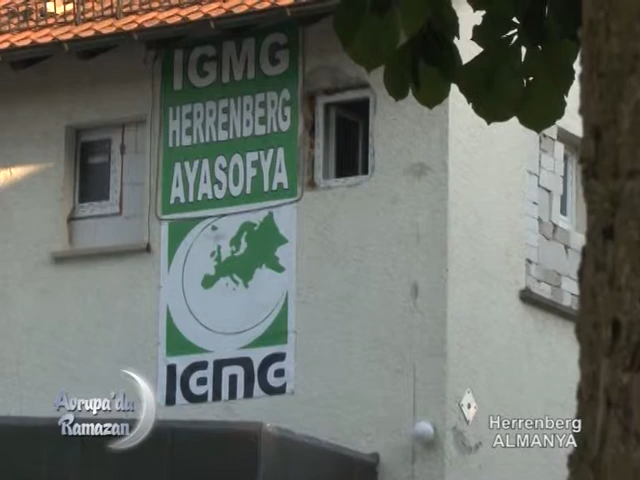 IGMG
HERRENBERG
AYASOFYA
IGMG
Avrupa'da
Ramazan
Herrenberg
ALMANYA